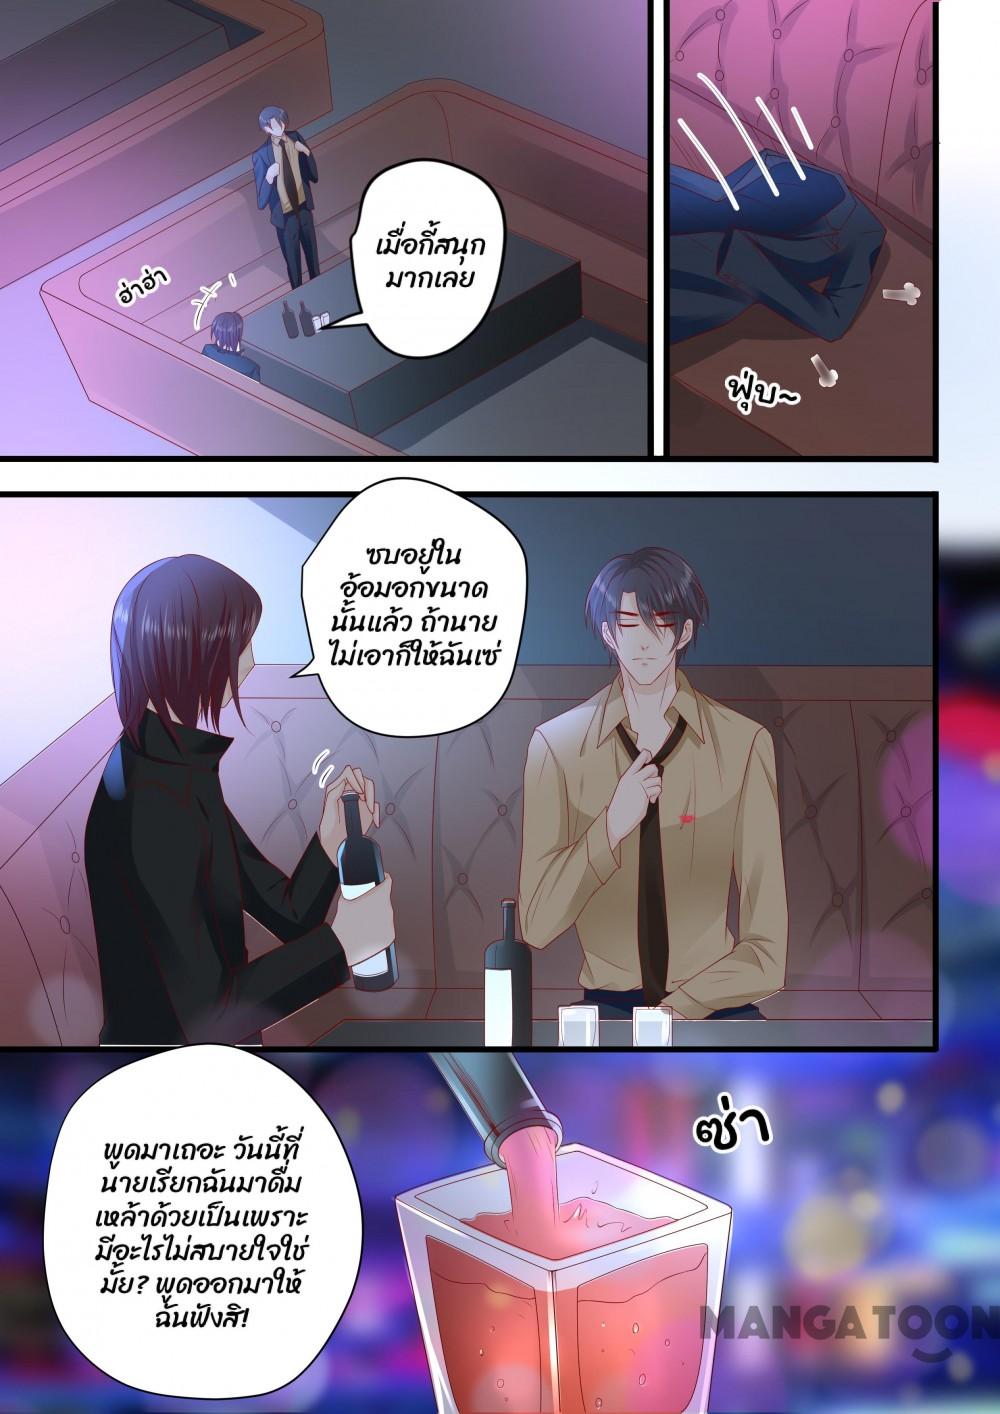 เมื่อกี้สนุก
มากเลย
ฮ่าฮ่า
ฟุ่บ~
ซบอยู่ใน
อ้อมอกขนาด
นั้นแล้ว ถ้านาย
ไม่เอาก็ให้ฉันเซ่
ซ่า
พูดมาเถอะ วันนี้ที่
นายเรียกฉันมาดื่ม
เหล้าด้วยเป็นเพราะ
มีอะไรไม่สบายใจใช่
มั้ย? พูดออกมาให้
ฉันฟังสิ!
MANGATOON